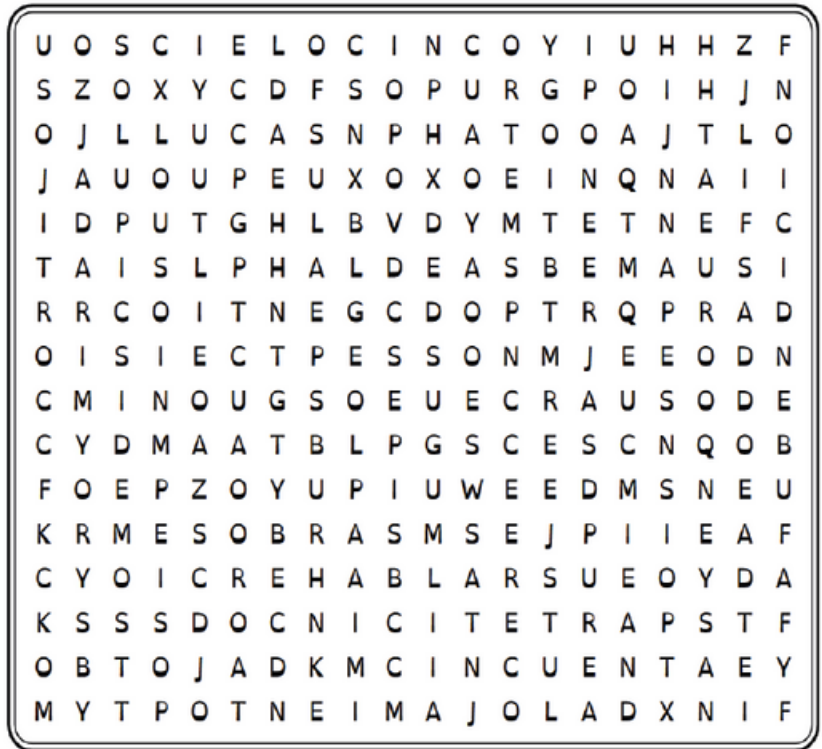 U O S C I E L O C I N C O Y I U H H Z F
S Z O X Y C D F S O P U R G P O I H J N
O J L L U C A S N P H A T O O A J T L O
J A U O U P E U X O X O E I N Q N A I I
I D P U T G H L B V D Y M T E T N E F C
T A I S L P H A L D E A S B E M A U S I
R R C O I T N E G C D O P T R Q P R A D
O I S I E C T P E S S O N M J E E O D N
C M I N O U G S O E U E C R A U S O D E
C Y D M A A T B L P G S C E S C N Q O B
F O E P Z O Y U P I U W E E D M S N E U
K R M E S O B R A S M S E J P I I E A F
C Y O I C R E H A B L A R S U E O Y D A
K S S S D O C N I C I T E T R A P S T F
O B T O J A D K M C I N C U E N T A E Y
M Y T P O T N E I M A J O L A D X N I F